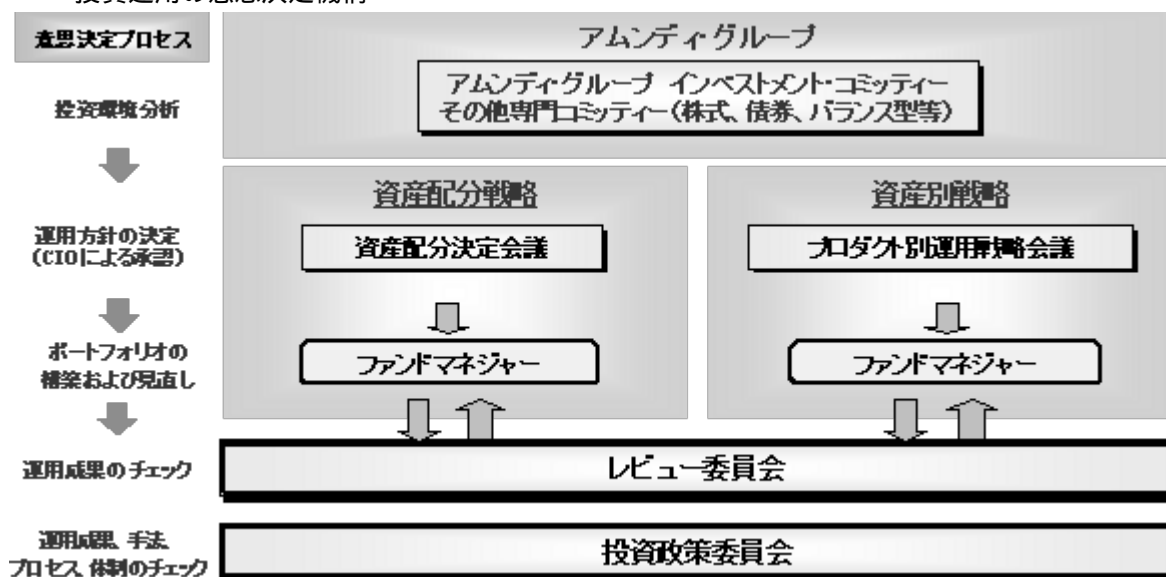 投資運用の意思決定機構
意思決定プロセス
アムンディ・グループ
投資環境分析
アムンディ・グループ インベストメント・コミッティー
その他専門コミッティー(株式、債券、バランス型等)
資産配分戦略
資産別戦略
運用方針の決定
(CIOによる承認)
資産配分決定会議
プロダクト別運用戦略会議
ポートフォリオの
構築および見直し
ファンドマネジャー
ファンドマネジャー
運用成果のチェック
レビュー委員会
運用成果、手法、
プロセス、体制のチェック
投資政策委員会